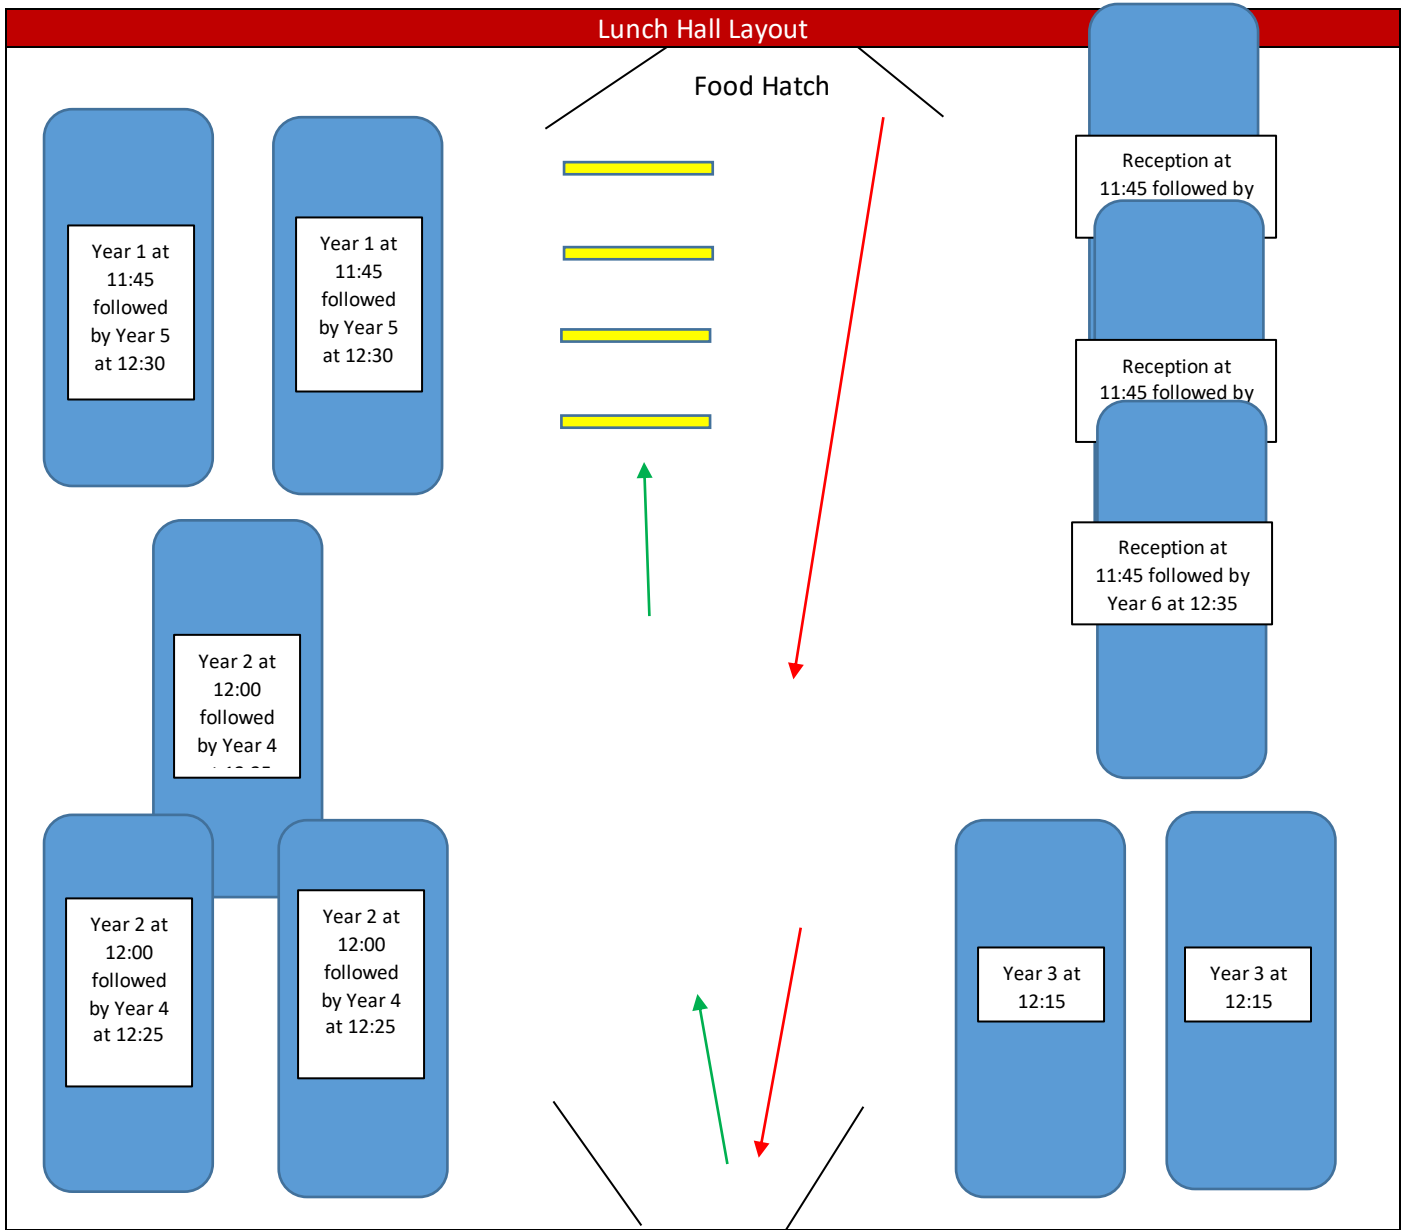 Lunch Hall Layout
Food Hatch
Year 1 at
11:45
followed
by Year 5
at 12:30
Year 1 at
11:45
followed
by Year 5
at 12:30
Reception at
11:45 followed by
Reception at
11:45 followed by
Reception at
11:45 followed by
Year 6 at 12:35
Year 2 at
12:00
followed
by Year 4
Year 2 at
12:00
followed
by Year 4
at 12:25
Year 2 at
12:00
followed
by Year 4
at 12:25
Year 3 at
12:15
Year 3 at
12:15